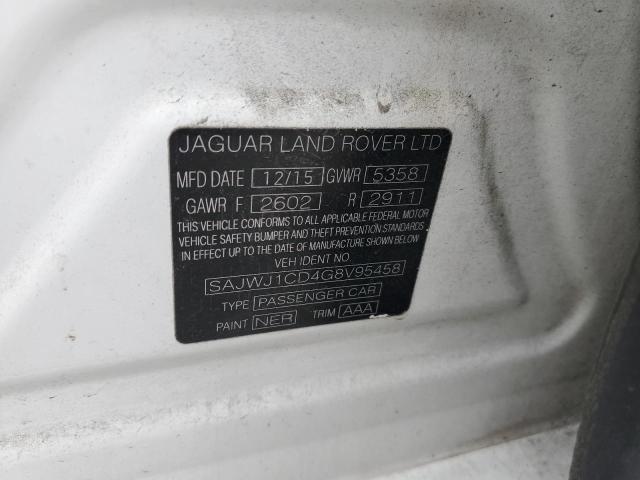 JAGUAR LAND ROVER LTD
MFD DATE 12/15 GVWR 5358
GAWR F 2602 R 2911
THIS VEHICLE CONFORMS TO ALL APPLICABLE FEDERAL MOTOR
VEHICLE SAFETY BUMPER AND THEFT PREVENTION STANDARDS
IN EFFECT UP TO THE DATE OF MANUFACTURE SHOWN ABOVE.
VEH IDENT NO.
SAJWJ1CD4G8V95458
TYPE PASSENGER CAR
PAINT NER TRIM AAA